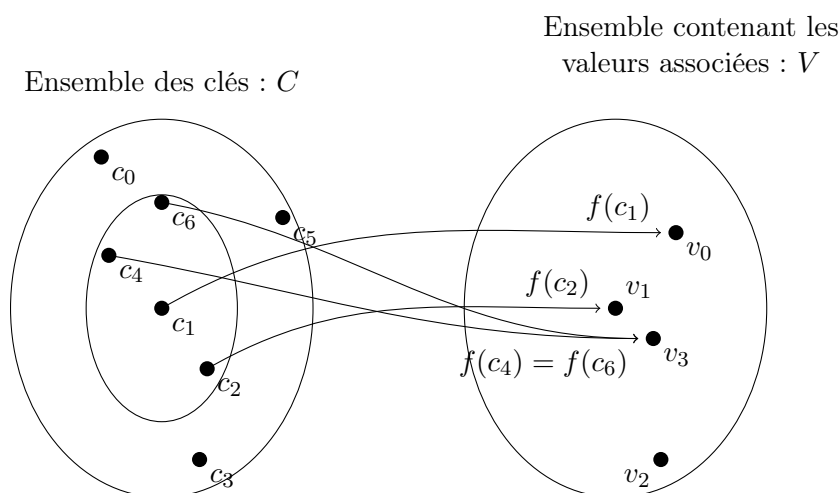 Ensemble contenant les
valeurs associées : V
Ensemble des clés : C
c₀
c₆
c₅
c₄
c₁
c₂
c₃
f(c₁)
v₀
f(c₂)
v₁
f(c₄) = f(c₆)
v₃
v₂